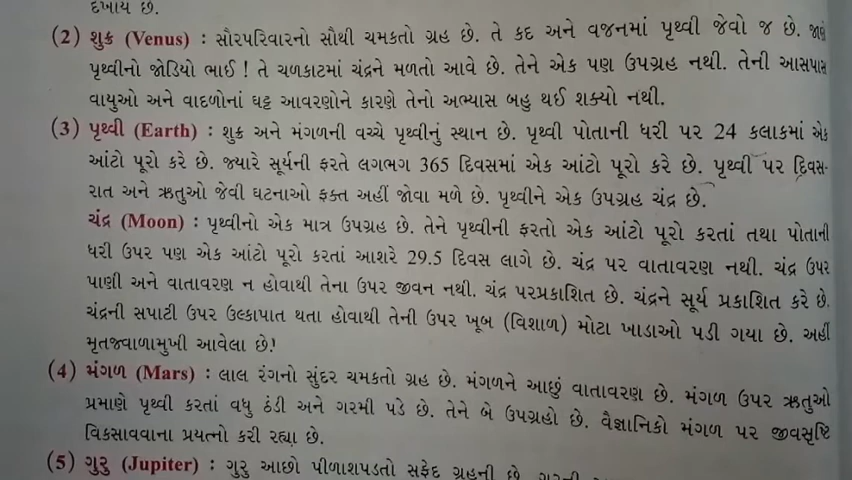 દખાય છે.
(2) શુક્ર (Venus) : સૌરપરિવારનો સૌથી ચમકતો ગ્રહ છે. તે કદ અને વજનમાં પૃથ્વી જેવો જ છે. જાણે
પૃથ્વીનો જોડિયો ભાઈ ! તે ચળકાટમાં ચંદ્રને મળતો આવે છે. તેને એક પણ ઉપગ્રહ નથી. તેની આસપાસ
વાયુઓ અને વાદળોનાં ઘટ્ટ આવરણોને કારણે તેનો અભ્યાસ બહુ થઈ શક્યો નથી.
(3) પૃથ્વી (Earth) : શુક્ર અને મંગળની વચ્ચે પૃથ્વીનું સ્થાન છે. પૃથ્વી પોતાની ધરી પર 24 કલાકમાં એક
આંટો પૂરો કરે છે. જ્યારે સૂર્યની ફરતે લગભગ 365 દિવસમાં એક આંટો પૂરો કરે છે. પૃથ્વી પર દિવસ-
રાત અને ઋતુઓ જેવી ઘટનાઓ ફક્ત અહીં જોવા મળે છે. પૃથ્વીને એક ઉપગ્રહ ચંદ્ર છે.
ચંદ્ર (Moon) : પૃથ્વીનો એક માત્ર ઉપગ્રહ છે. તેને પૃથ્વીની ફરતો એક આંટો પૂરો કરતાં તથા પોતાની
ધરી ઉપર પણ એક આંટો પૂરો કરતાં આશરે 29.5 દિવસ લાગે છે. ચંદ્ર પર વાતાવરણ નથી. ચંદ્ર ઉપર
પાણી અને વાતાવરણ ન હોવાથી તેના ઉપર જીવન નથી. ચંદ્ર પરપ્રકાશિત છે. ચંદ્રને સૂર્ય પ્રકાશિત કરે છે.
ચંદ્રની સપાટી ઉપર ઉલ્કાપાત થતા હોવાથી તેની ઉપર ખૂબ (વિશાળ) મોટા ખાડાઓ પડી ગયા છે. અહીં
મૃતજ્વાળામુખી આવેલા છે!
(4) મંગળ (Mars) : લાલ રંગનો સુંદર ચમકતો ગ્રહ છે. મંગળને આછું વાતાવરણ છે. મંગળ ઉપર ઋતુઓ
પ્રમાણે પૃથ્વી કરતાં વધુ ઠંડી અને ગરમી પડે છે. તેને બે ઉપગ્રહો છે. વૈજ્ઞાનિકો મંગળ પર જીવસૃષ્ટિ
વિકસાવવાના પ્રયત્નો કરી રહ્યા છે.
(5) ગુરુ (Jupiter) : ગુરુ આછો પીળાશપડતો સફેદ ગ્રહની છે.